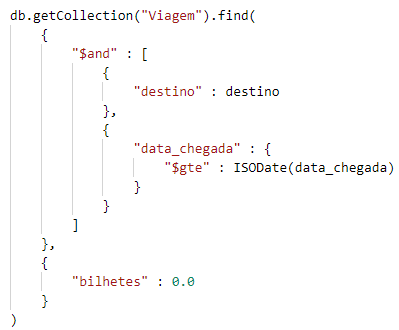 db.getCollection("Viagem").find(
    {
        "$and" : [
            {
                "destino" : destino
            },
            {
                "data_chegada" : {
                    "$gte" : ISODate(data_chegada)
                }
            }
        ]
    },
    {
        "bilhetes" : 0.0
    }
)